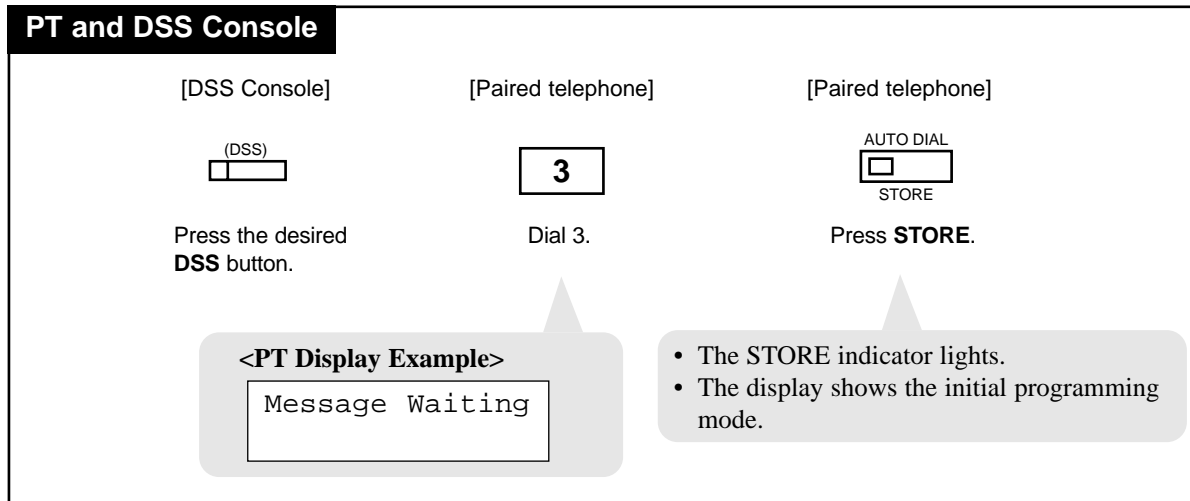 PT and DSS Console
[DSS Console]
[Paired telephone]
[Paired telephone]
(DSS)
3
AUTO DIAL
STORE
Press the desired
DSS button.
Dial 3.
Press STORE.
<PT Display Example>
Message Waiting
• The STORE indicator lights.
• The display shows the initial programming
mode.